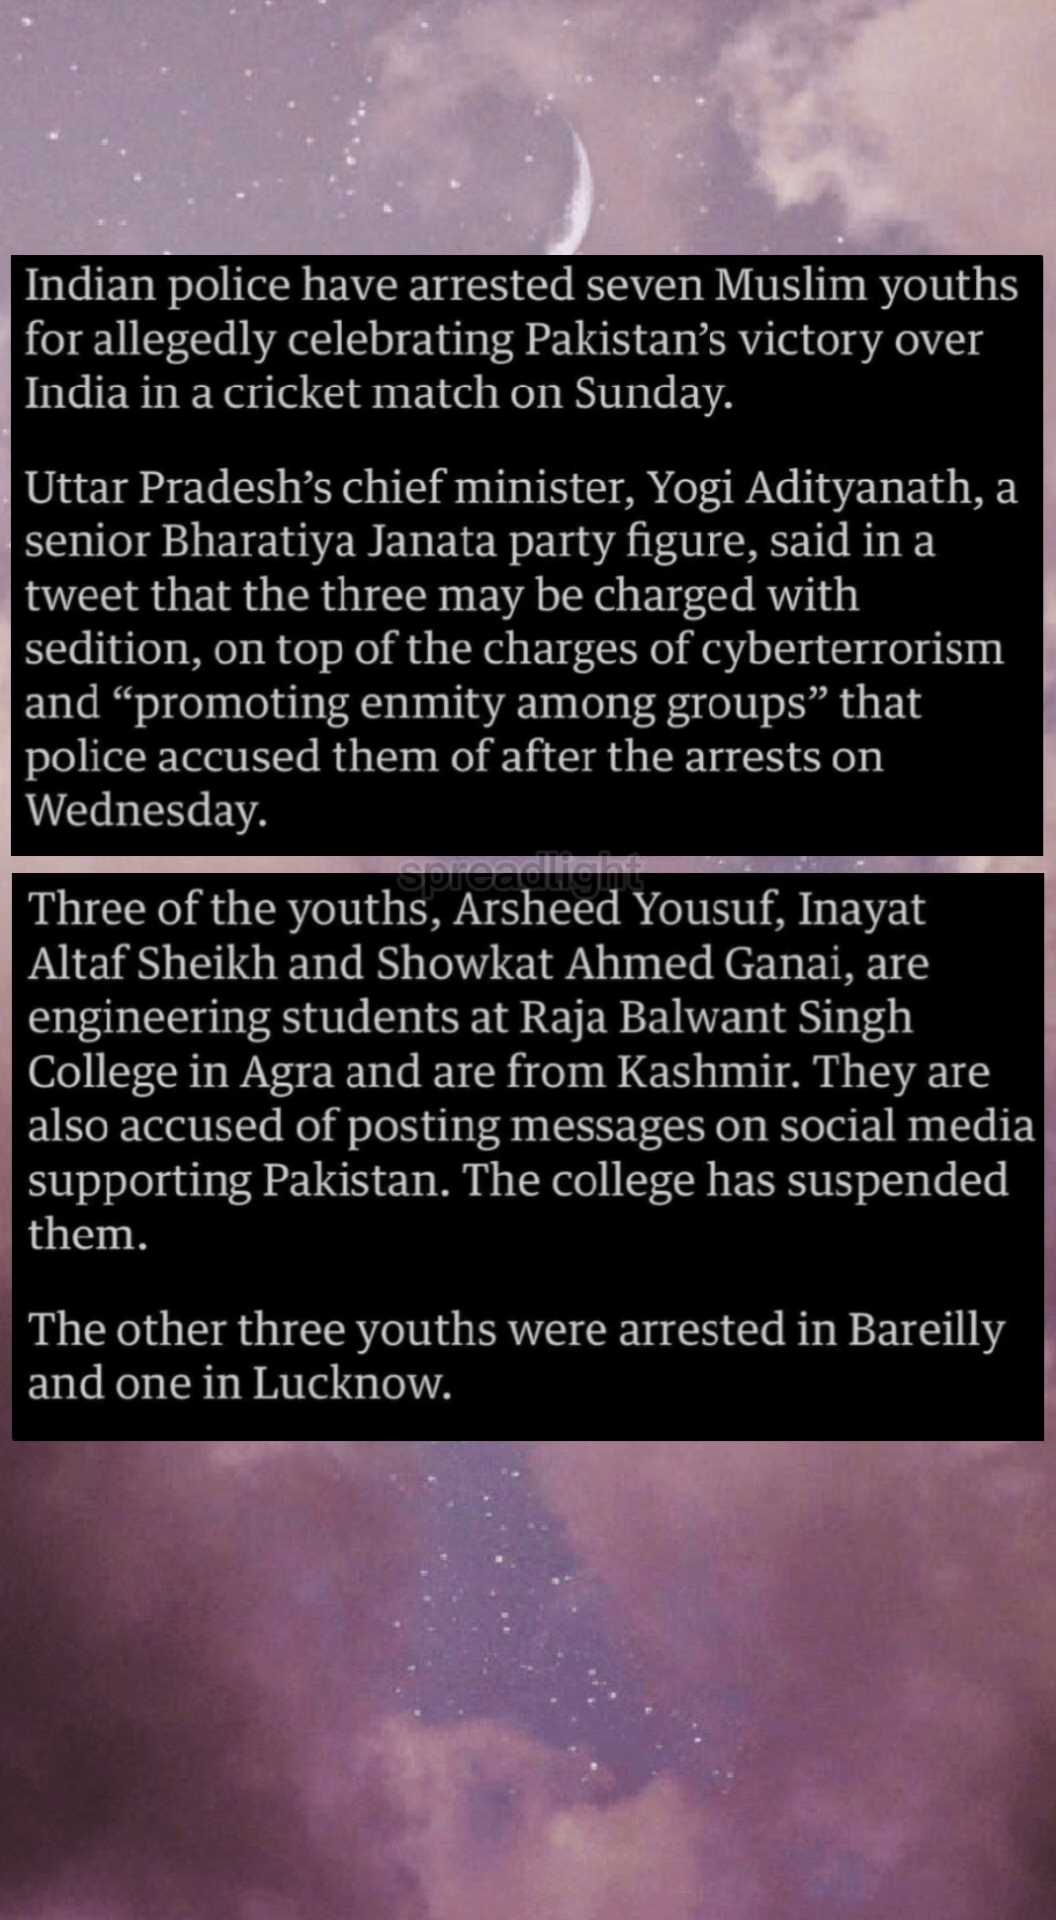 Indian police have arrested seven Muslim youths
for allegedly celebrating Pakistan’s victory over
India in a cricket match on Sunday.
Uttar Pradesh’s chief minister, Yogi Adityanath, a
senior Bharatiya Janata party figure, said in a
tweet that the three may be charged with
sedition, on top of the charges of cyberterrorism
and “promoting enmity among groups” that
police accused them of after the arrests on
Wednesday.
spreadlight
Three of the youths, Arsheed Yousuf, Inayat
Altaf Sheikh and Showkat Ahmed Ganai, are
engineering students at Raja Balwant Singh
College in Agra and are from Kashmir. They are
also accused of posting messages on social media
supporting Pakistan. The college has suspended
them.
The other three youths were arrested in Bareilly
and one in Lucknow.